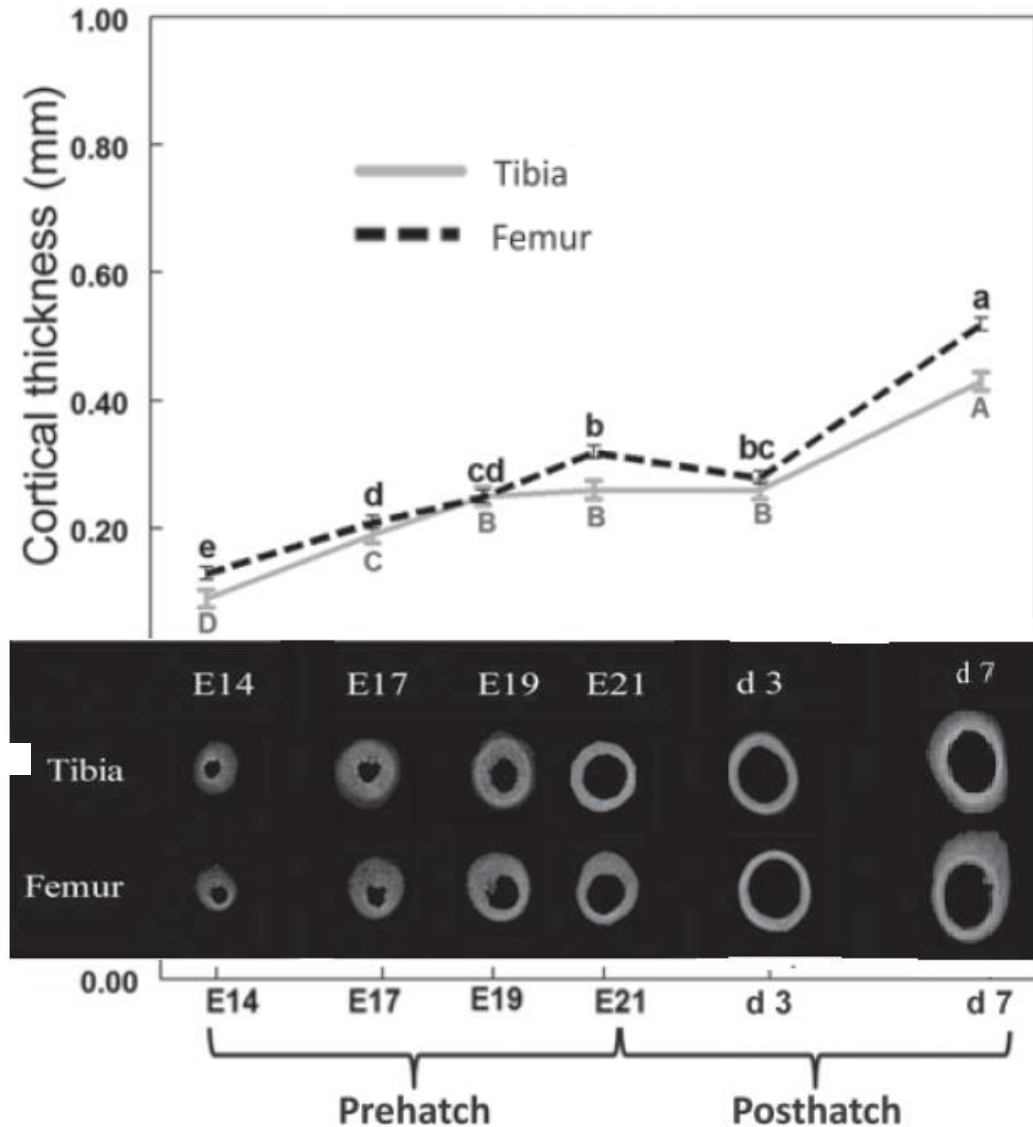 1.00
Cortical thickness (mm)
0.80
Tibia
Femur
0.60
a
0.40
A
b
bc
cd
d
B
B
B
0.20
e
C
D
E14 E17 E19 E21 d 3 d 7
Tibia
Femur
0.00
E14 E17 E19 E21 d 3 d 7
Prehatch Posthatch